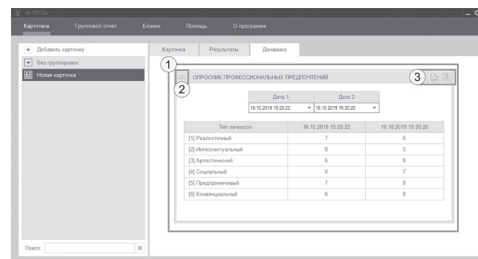 Картотека Групповой отчет Бланки Помощь О программе
+ Добавить карточку
Без группировки
Новая карточка
Поиск:
Карточка Результаты Динамика
1
2
ОПРОСНИК ПРОФЕССИОНАЛЬНЫХ ПРЕДПОЧТЕНИЙ
3
Дата 1 Дата 2
16.10.2019 15:28:22 16.10.2019 15:30:20
Тип личности 16.10.2019 15:28:22 16.10.2019 15:30:20
[1] Реалистичный 7 6
[2] Интеллектуальный 8 5
[3] Артистический 6 8
[4] Социальный 8 7
[5] Предприимчивый 7 8
[6] Конвенциальный 6 8